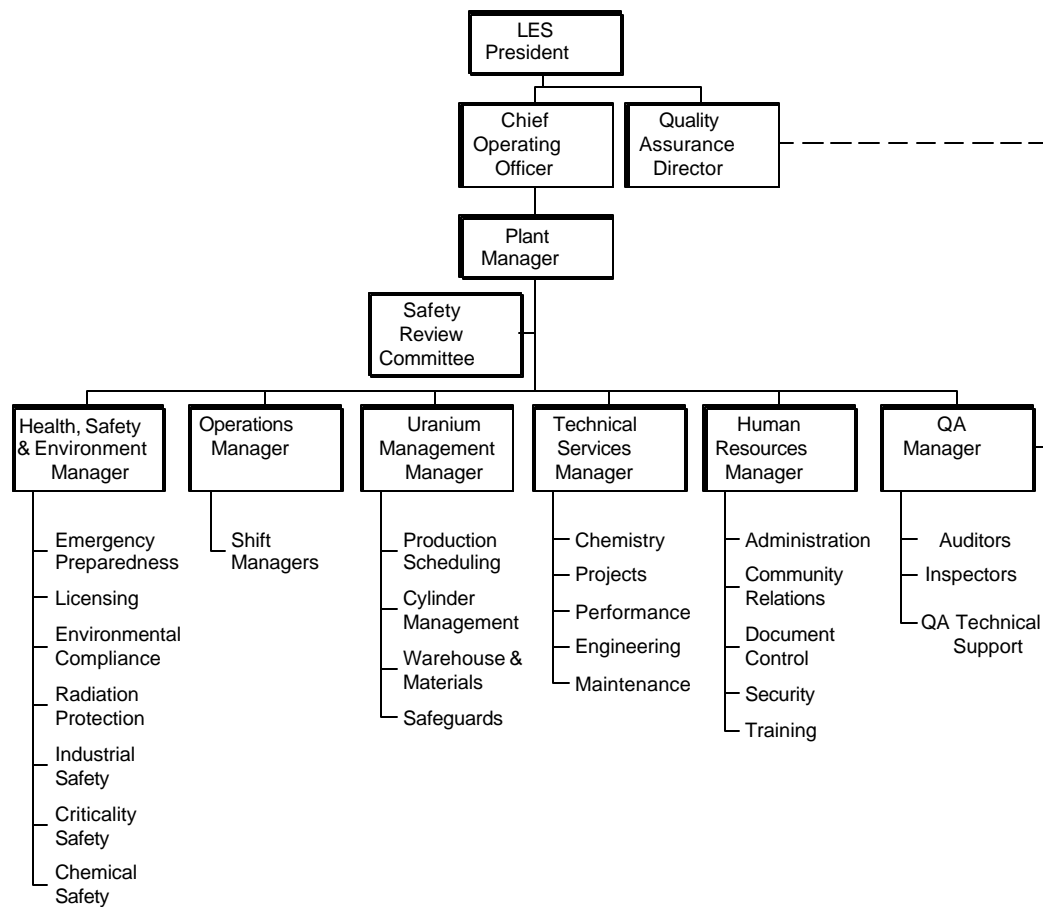 LES
President
Chief
Operating
Officer
Quality
Assurance
Director
Plant
Manager
Safety
Review
Committee
Health, Safety
& Environment
Manager
Operations
Manager
Uranium
Management
Manager
Technical
Services
Manager
Human
Resources
Manager
QA
Manager
Emergency
Preparedness
Licensing
Environmental
Compliance
Radiation
Protection
Industrial
Safety
Criticality
Safety
Chemical
Safety
Shift
Managers
Production
Scheduling
Cylinder
Management
Warehouse &
Materials
Safeguards
Chemistry
Projects
Performance
Engineering
Maintenance
Administration
Community
Relations
Document
Control
Security
Training
Auditors
Inspectors
QA Technical
Support